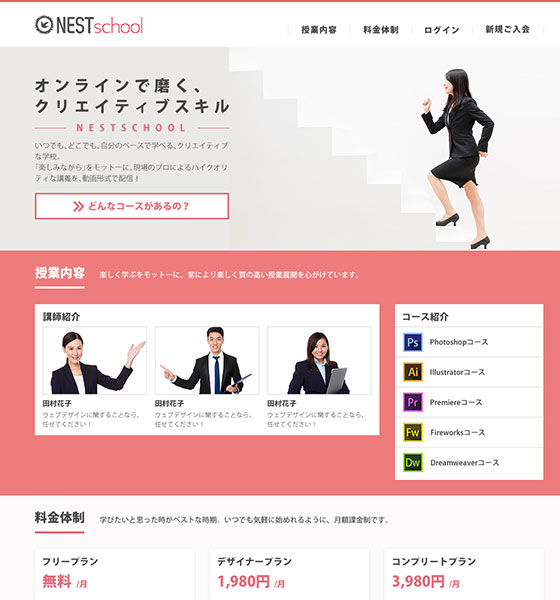 NESTschool
授業内容
料金体制
ログイン
新規ご入会
オンラインで磨く、
クリエイティブスキル
NESTSCHOOL
いつでも、どこでも、自分のペースで学べる、クリエイティブ
な学校。
「楽しみながら」をモットーに、現場のプロによるハイクオリ
ティな講義を、動画形式で配信！
どんなコースがあるの？
授業内容
楽しく学ぶをモットーに、常により楽しく質の高い授業展開を心がけています。
講師紹介
田村花子
ウェブデザインに関することなら、
任せてください！
田村花子
ウェブデザインに関することなら、
任せてください！
田村花子
ウェブデザインに関することなら、
任せてください！
コース紹介
Ps Photoshopコース
Ai Illustratorコース
Pr Premiereコース
Fw Fireworksコース
Dw Dreamweaverコース
料金体制
学びたいと思った時がベストな時期。いつでも気軽に始めれるように、月額課金制です。
フリープラン
無料 /月
デザイナープラン
1,980円 /月
コンプリートプラン
3,980円 /月